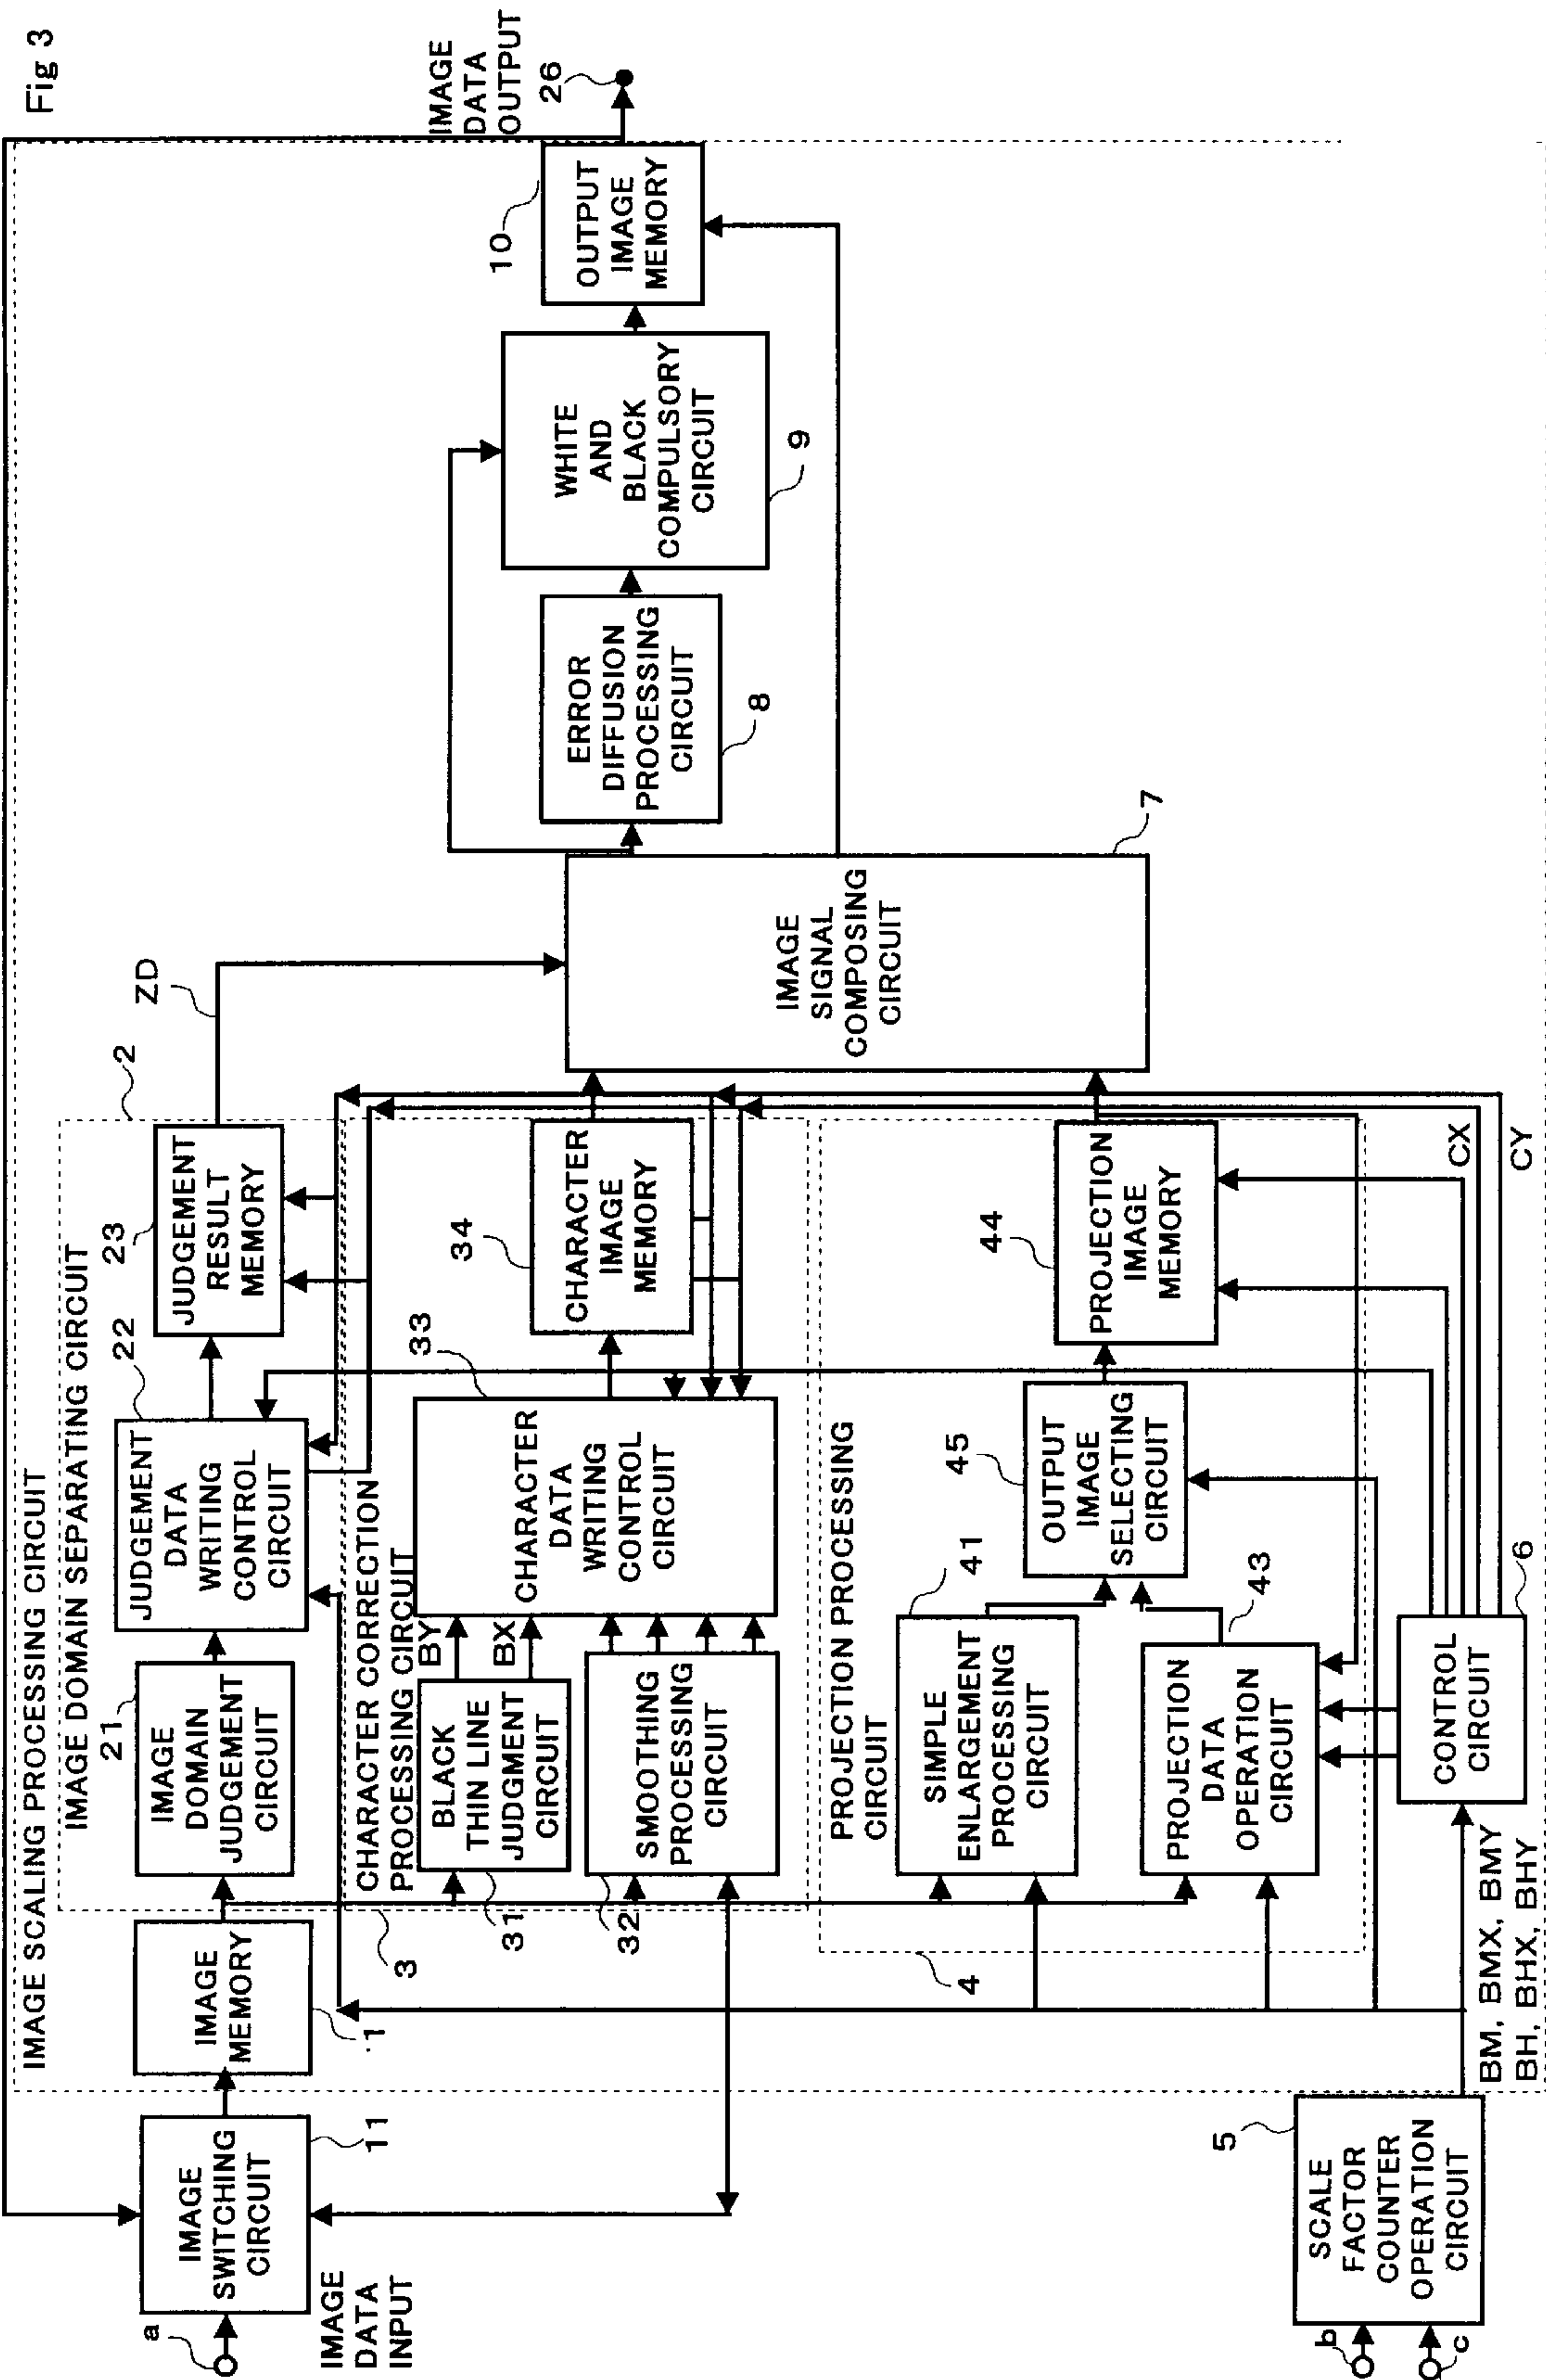 Fig 3
IMAGE SCALING PROCESSING CIRCUIT
IMAGE DOMAIN SEPARATING CIRCUIT
2
a
IMAGE
DATA
INPUT
IMAGE
SWITCHING
CIRCUIT
11
IMAGE
MEMORY
1
21
IMAGE
DOMAIN
JUDGEMENT
CIRCUIT
22
JUDGEMENT
DATA
WRITING
CONTROL
CIRCUIT
23
JUDGEMENT
RESULT
MEMORY
ZD
CHARACTER CORRECTION
PROCESSING CIRCUIT
3
BLACK
THIN LINE
JUDGMENT
CIRCUIT
31
BY
BX
SMOOTHING
PROCESSING
CIRCUIT
32
33
CHARACTER
DATA
WRITING
CONTROL
CIRCUIT
34
CHARACTER
IMAGE
MEMORY
PROJECTION PROCESSING
CIRCUIT
4
SIMPLE
ENLARGEMENT
PROCESSING
CIRCUIT
41
PROJECTION
DATA
OPERATION
CIRCUIT
43
45
OUTPUT
IMAGE
SELECTING
CIRCUIT
44
PROJECTION
IMAGE
MEMORY
b
c
SCALE
FACTOR
COUNTER
OPERATION
CIRCUIT
5
BM, BMX, BMY
BH, BHX, BHY
CONTROL
CIRCUIT
6
CX
CY
IMAGE
SIGNAL
COMPOSING
CIRCUIT
7
ERROR
DIFFUSION
PROCESSING
CIRCUIT
8
WHITE
AND
BLACK
COMPULSORY
CIRCUIT
9
10
OUTPUT
IMAGE
MEMORY
IMAGE
DATA
OUTPUT
26